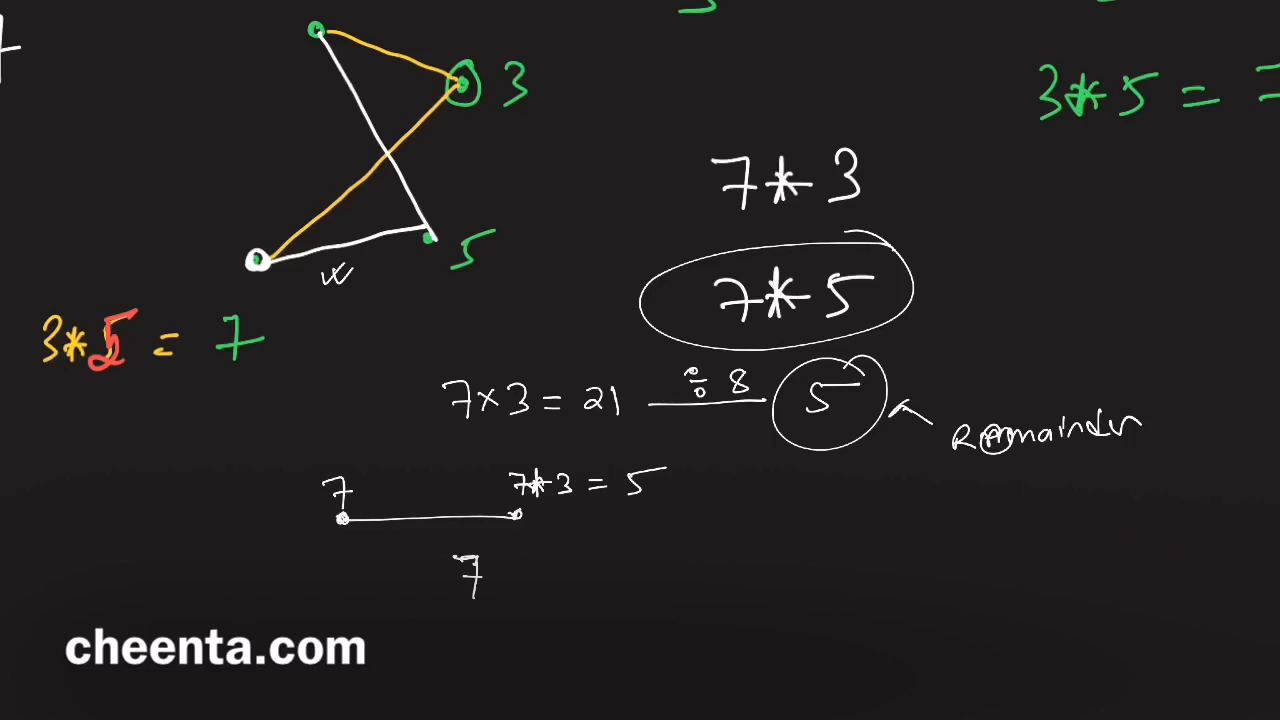 3
3*5=
7*3
5
7*5
3*5=7
7×3=21 ÷8 5
Remainder
7 7*3=5
7
cheenta.com